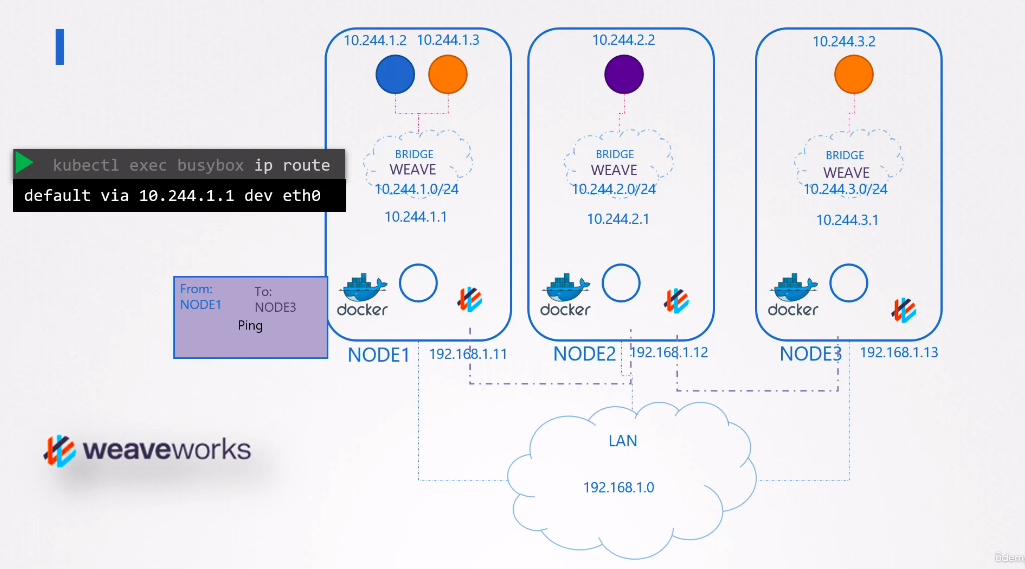 10.244.1.2 10.244.1.3
10.244.2.2
10.244.3.2
kubectl exec busybox ip route
default via 10.244.1.1 dev eth0
BRIDGE
WEAVE
10.244.1.0/24
10.244.1.1
BRIDGE
WEAVE
10.244.2.0/24
10.244.2.1
BRIDGE
WEAVE
10.244.3.0/24
10.244.3.1
From:
NODE1
To:
NODE3
Ping
docker
docker
docker
NODE1 192.168.1.11
NODE2 192.168.1.12
NODE3 192.168.1.13
weaveworks
LAN
192.168.1.0
ûdemy